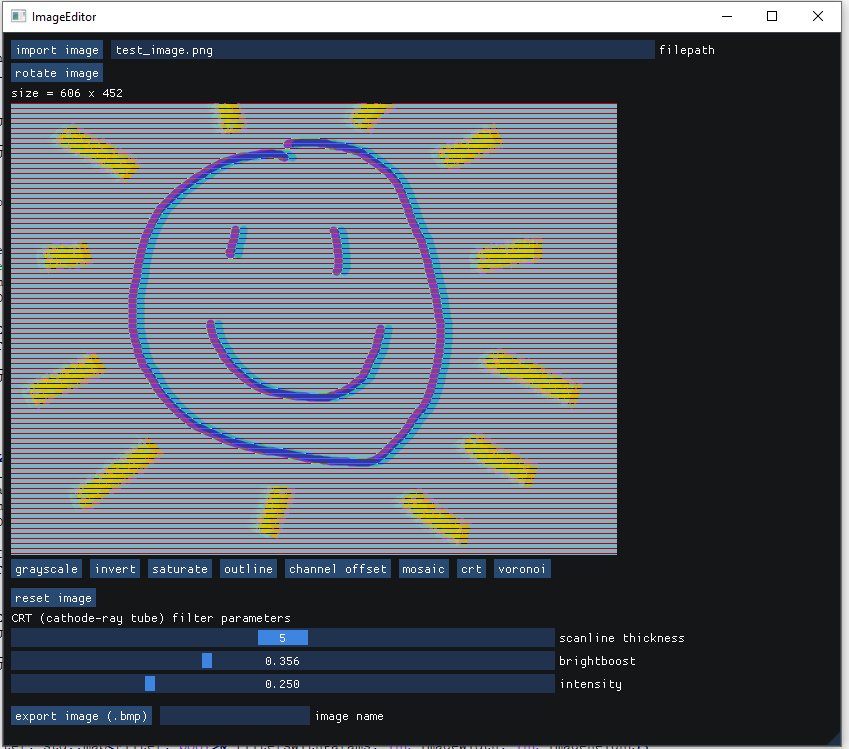 ImageEditor
import image test_image.png filepath
rotate image
size = 606 x 452
grayscale invert saturate outline channel offset mosaic crt voronoi
reset image
CRT (cathode-ray tube) filter parameters
5 scanline thickness
0.356 brightboost
0.250 intensity
export image (.bmp) image name